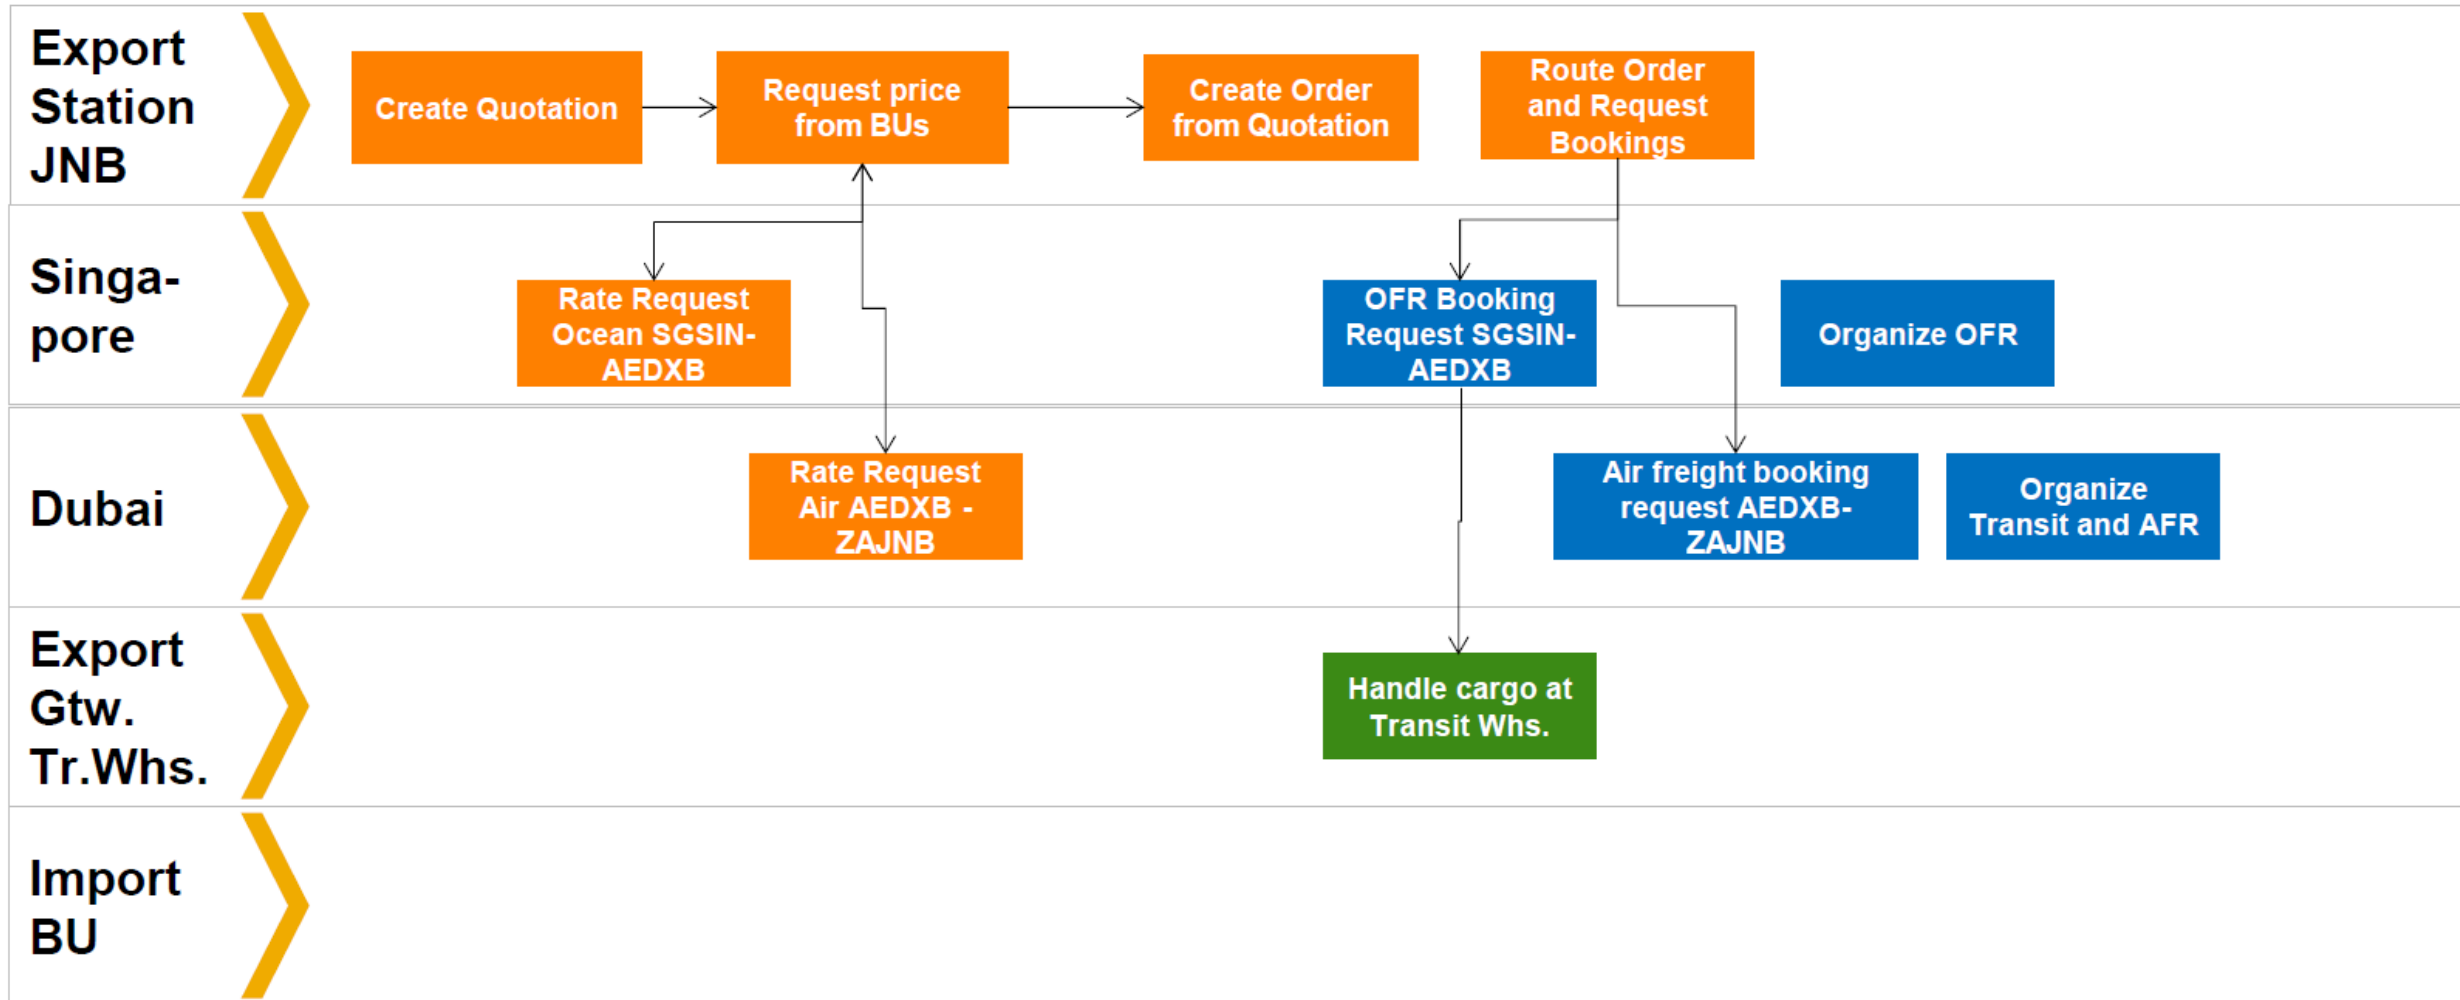 Export
Station
JNB
Create Quotation
Request price
from BUs
Create Order
from Quotation
Route Order
and Request
Bookings
Singa-
pore
Rate Request
Ocean SGSIN-
AEDXB
OFR Booking
Request SGSIN-
AEDXB
Organize OFR
Dubai
Rate Request
Air AEDXB -
ZAJNB
Air freight booking
request AEDXB-
ZAJNB
Organize
Transit and AFR
Export
Gtw.
Tr.Whs.
Handle cargo at
Transit Whs.
Import
BU